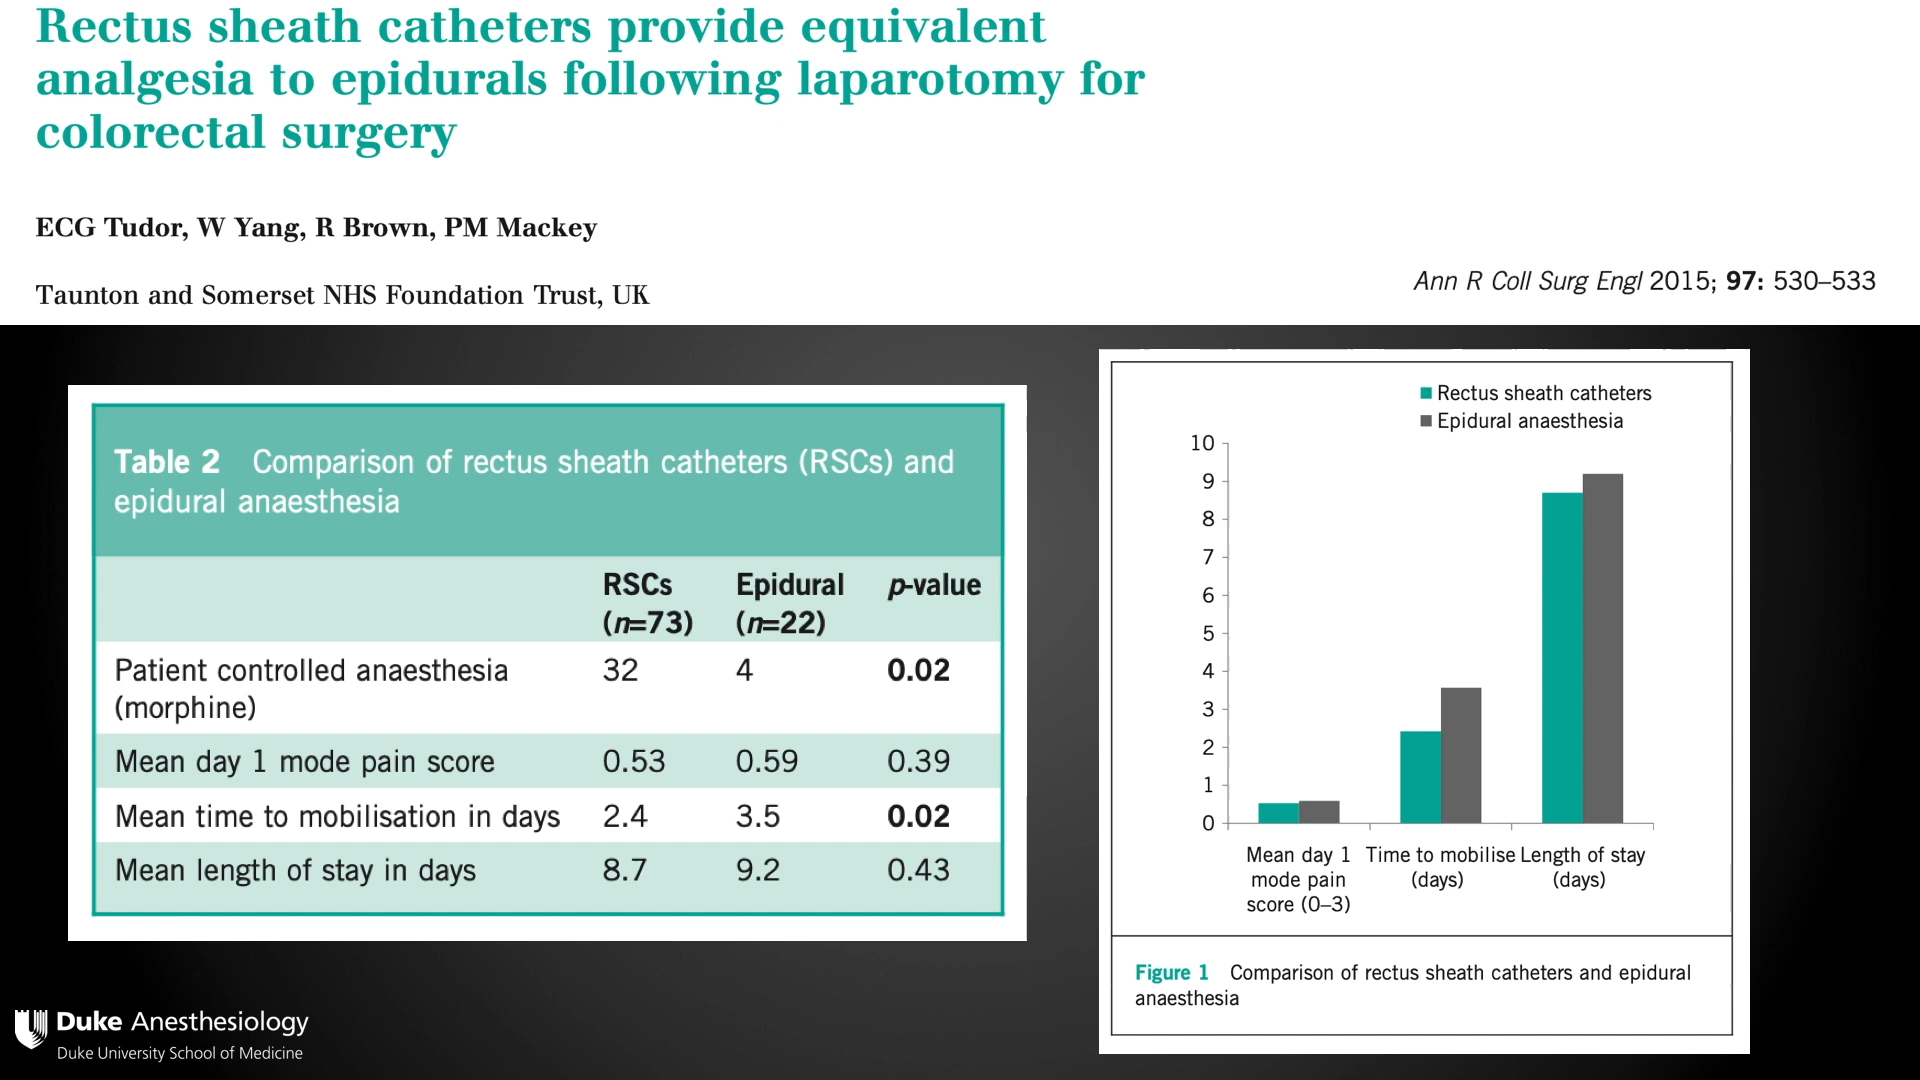 Rectus sheath catheters provide equivalent
analgesia to epidurals following laparotomy for
colorectal surgery
ECG Tudor, W Yang, R Brown, PM Mackey
Taunton and Somerset NHS Foundation Trust, UK
Ann R Coll Surg Engl 2015; 97: 530–533
Table 2 Comparison of rectus sheath catheters (RSCs) and
epidural anaesthesia
RSCs Epidural p-value
(n=73) (n=22)
Patient controlled anaesthesia 32 4 0.02
(morphine)
Mean day 1 mode pain score 0.53 0.59 0.39
Mean time to mobilisation in days 2.4 3.5 0.02
Mean length of stay in days 8.7 9.2 0.43
Rectus sheath catheters
Epidural anaesthesia
10
9
8
7
6
5
4
3
2
1
0
Mean day 1 Time to mobilise Length of stay
mode pain (days) (days)
score (0–3)
Figure 1 Comparison of rectus sheath catheters and epidural
anaesthesia
Duke Anesthesiology
Duke University School of Medicine